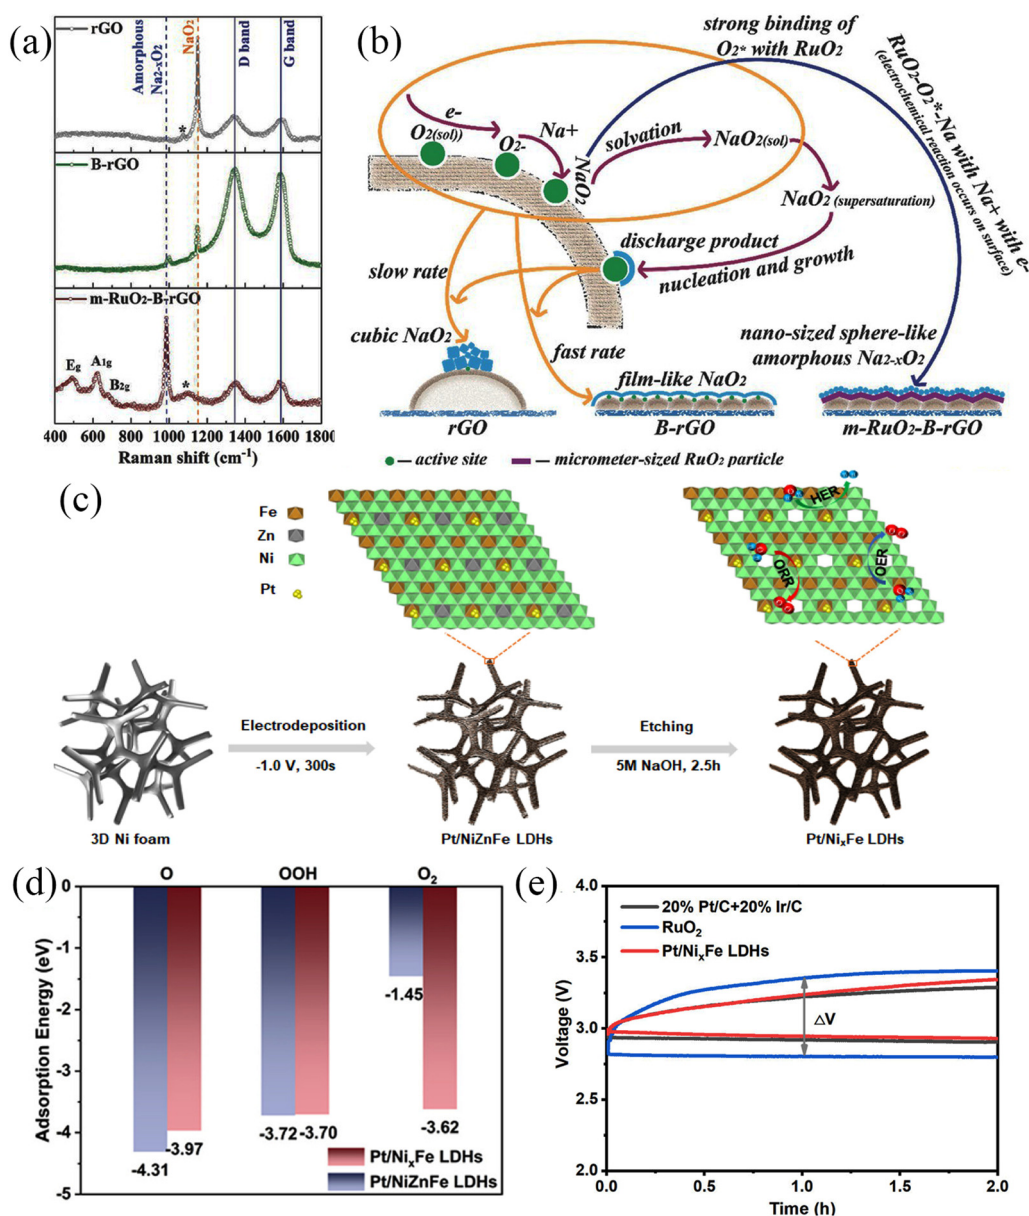 (a)
rGO
Amorphous
Na2-xO2
NaO2
D band
G band
*
B-rGO
m-RuO2-B-rGO
Eg
A1g
B2g
*
400 600 800 1000 1200 1400 1600 1800
Raman shift (cm-1)
(b)
strong binding of
O2* with RuO2
RuO2-O2*-Na with Na+ with e-
(electrochemical reaction occurs on surface)
e-
O2(sol))
O2-
Na+
NaO2
solvation
NaO2(sol)
NaO2 (supersaturation)
discharge product
nucleation and growth
slow rate
cubic NaO2
fast rate
film-like NaO2
nano-sized sphere-like
amorphous Na2-xO2
rGO
B-rGO
m-RuO2-B-rGO
— active site
— micrometer-sized RuO2 particle
(c)
Fe
Zn
Ni
Pt
HER
OER
ORR
Electrodeposition
-1.0 V, 300s
Etching
5M NaOH, 2.5h
3D Ni foam
Pt/NiZnFe LDHs
Pt/NixFe LDHs
(d)
O
OOH
O2
0
-1
-2
-3
-4
-5
Adsorption Energy (eV)
-4.31
-3.97
-3.72
-3.70
-1.45
-3.62
Pt/NixFe LDHs
Pt/NiZnFe LDHs
(e)
4.0
3.5
3.0
2.5
2.0
Voltage (V)
20% Pt/C+20% Ir/C
RuO2
Pt/NixFe LDHs
△V
0.0 0.5 1.0 1.5 2.0
Time (h)